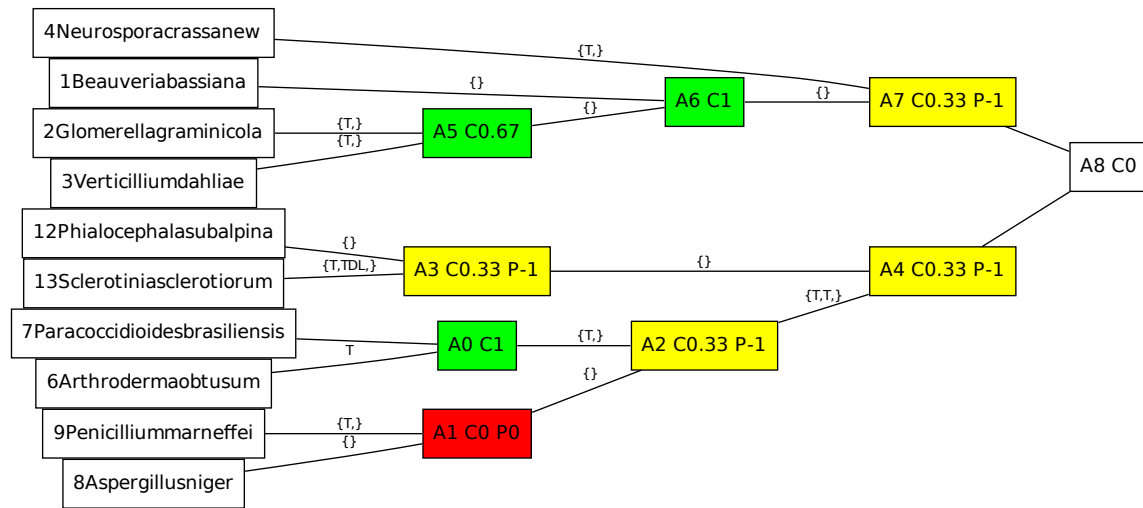 4Neurosporacrassanew
{T,}
1Beauveriabassiana
{}
A6 C1
{}
A7 C0.33 P-1
2Glomerellagraminicola
{T,}
{T,}
A5 C0.67
{}
3Verticilliumdahliae
A8 C0
12Phialocephalasubalpina
{}
13Sclerotiniasclerotiorum
{T,TDL,}
A3 C0.33 P-1
{}
A4 C0.33 P-1
{T,T,}
7Paracoccidioidesbrasiliensis
T
A0 C1
{T,}
A2 C0.33 P-1
6Arthrodermaobtusum
{}
9Penicilliummarneffei
{T,}
{}
A1 C0 P0
8Aspergillusniger